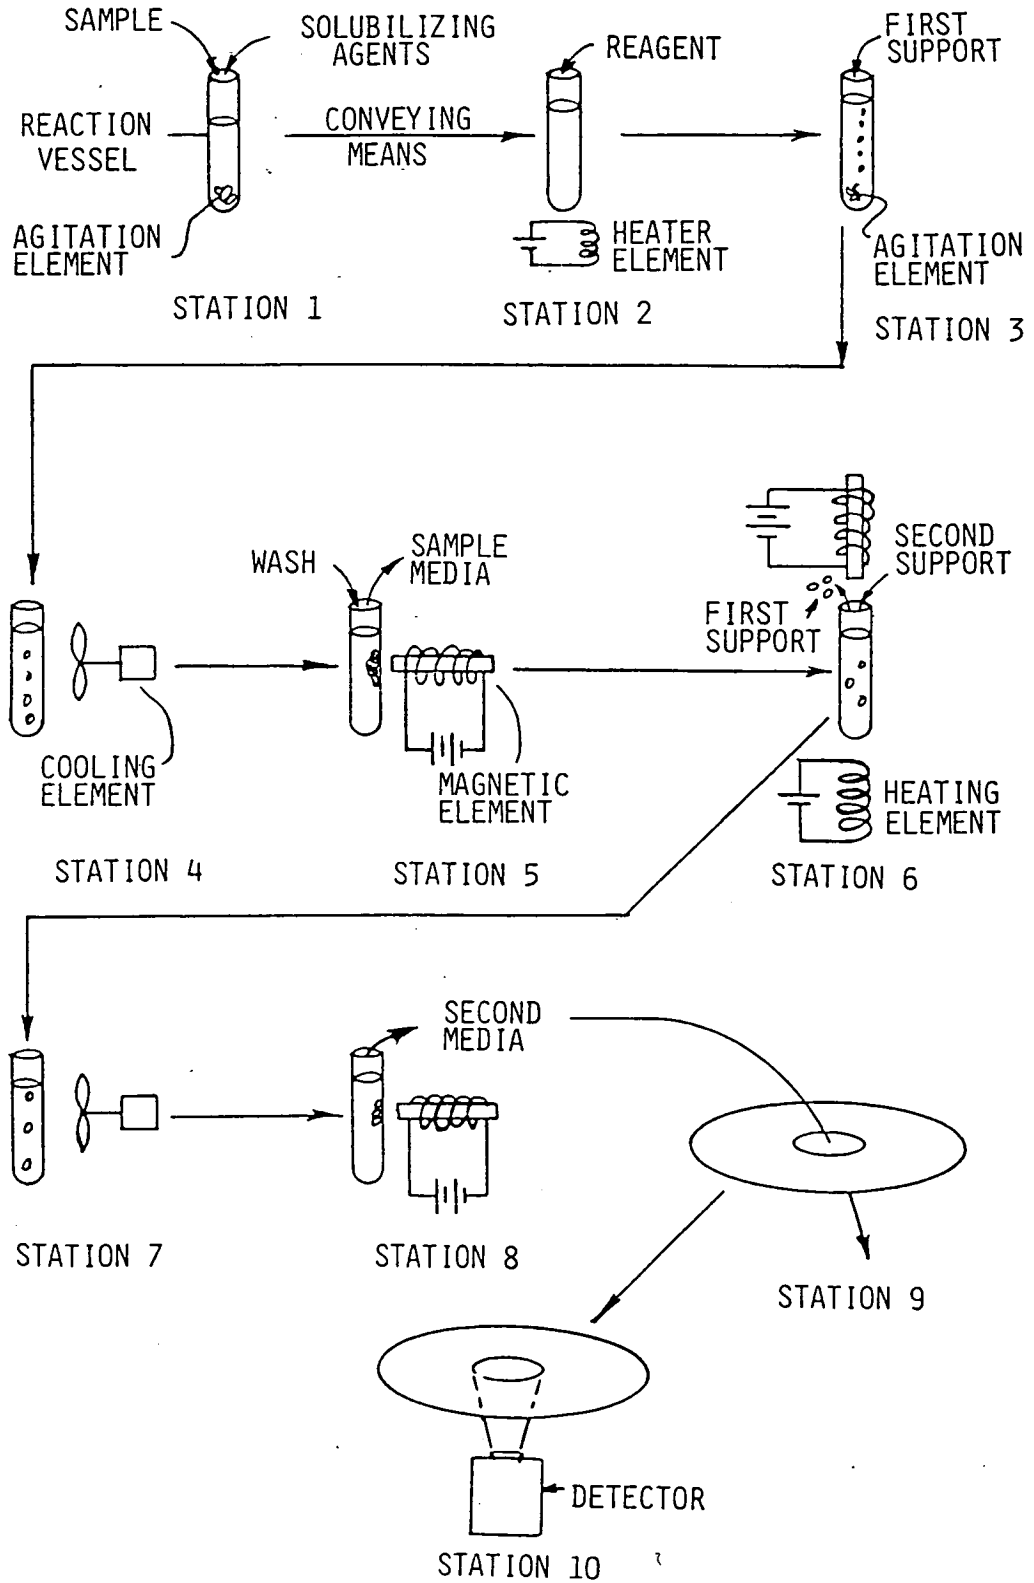 SAMPLE
SOLUBILIZING
AGENTS
REACTION
VESSEL
AGITATION
ELEMENT
STATION 1
CONVEYING
MEANS
REAGENT
HEATER
ELEMENT
STATION 2
FIRST
SUPPORT
AGITATION
ELEMENT
STATION 3
COOLING
ELEMENT
STATION 4
WASH
SAMPLE
MEDIA
MAGNETIC
ELEMENT
STATION 5
SECOND
SUPPORT
FIRST
SUPPORT
HEATING
ELEMENT
STATION 6
STATION 7
SECOND
MEDIA
STATION 8
STATION 9
DETECTOR
STATION 10